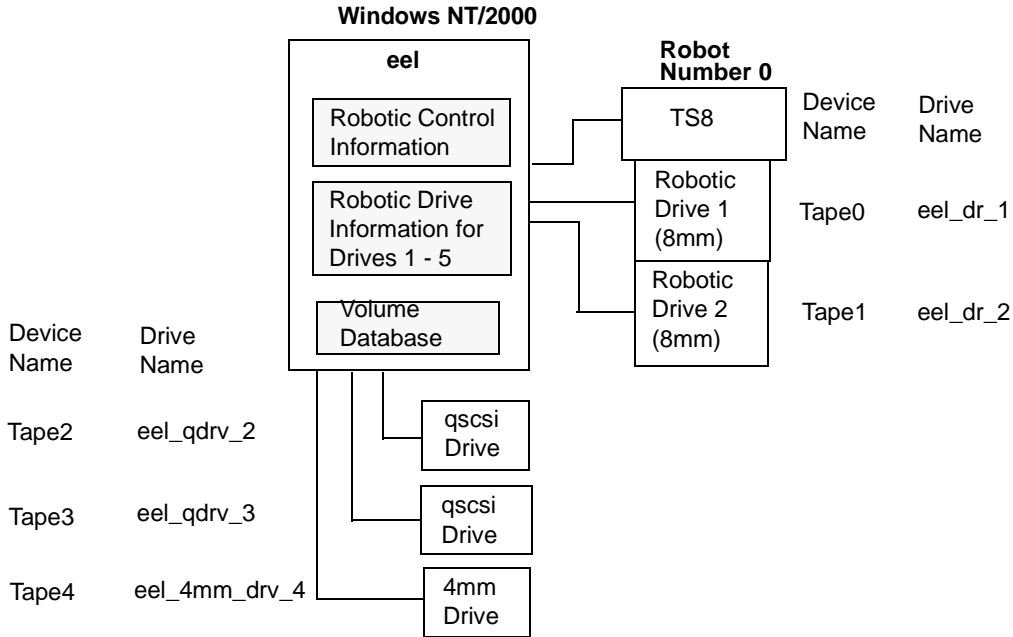 Windows NT/2000
eel
Robotic Control
Information
Robotic Drive
Information for
Drives 1 - 5
Volume
Database
Robot
Number 0
TS8
Device
Name
Drive
Name
Robotic
Drive 1
(8mm)
Tape0
eel_dr_1
Robotic
Drive 2
(8mm)
Tape1
eel_dr_2
Device
Name
Drive
Name
Tape2
eel_qdrv_2
qscsi
Drive
Tape3
eel_qdrv_3
qscsi
Drive
Tape4
eel_4mm_drv_4
4mm
Drive